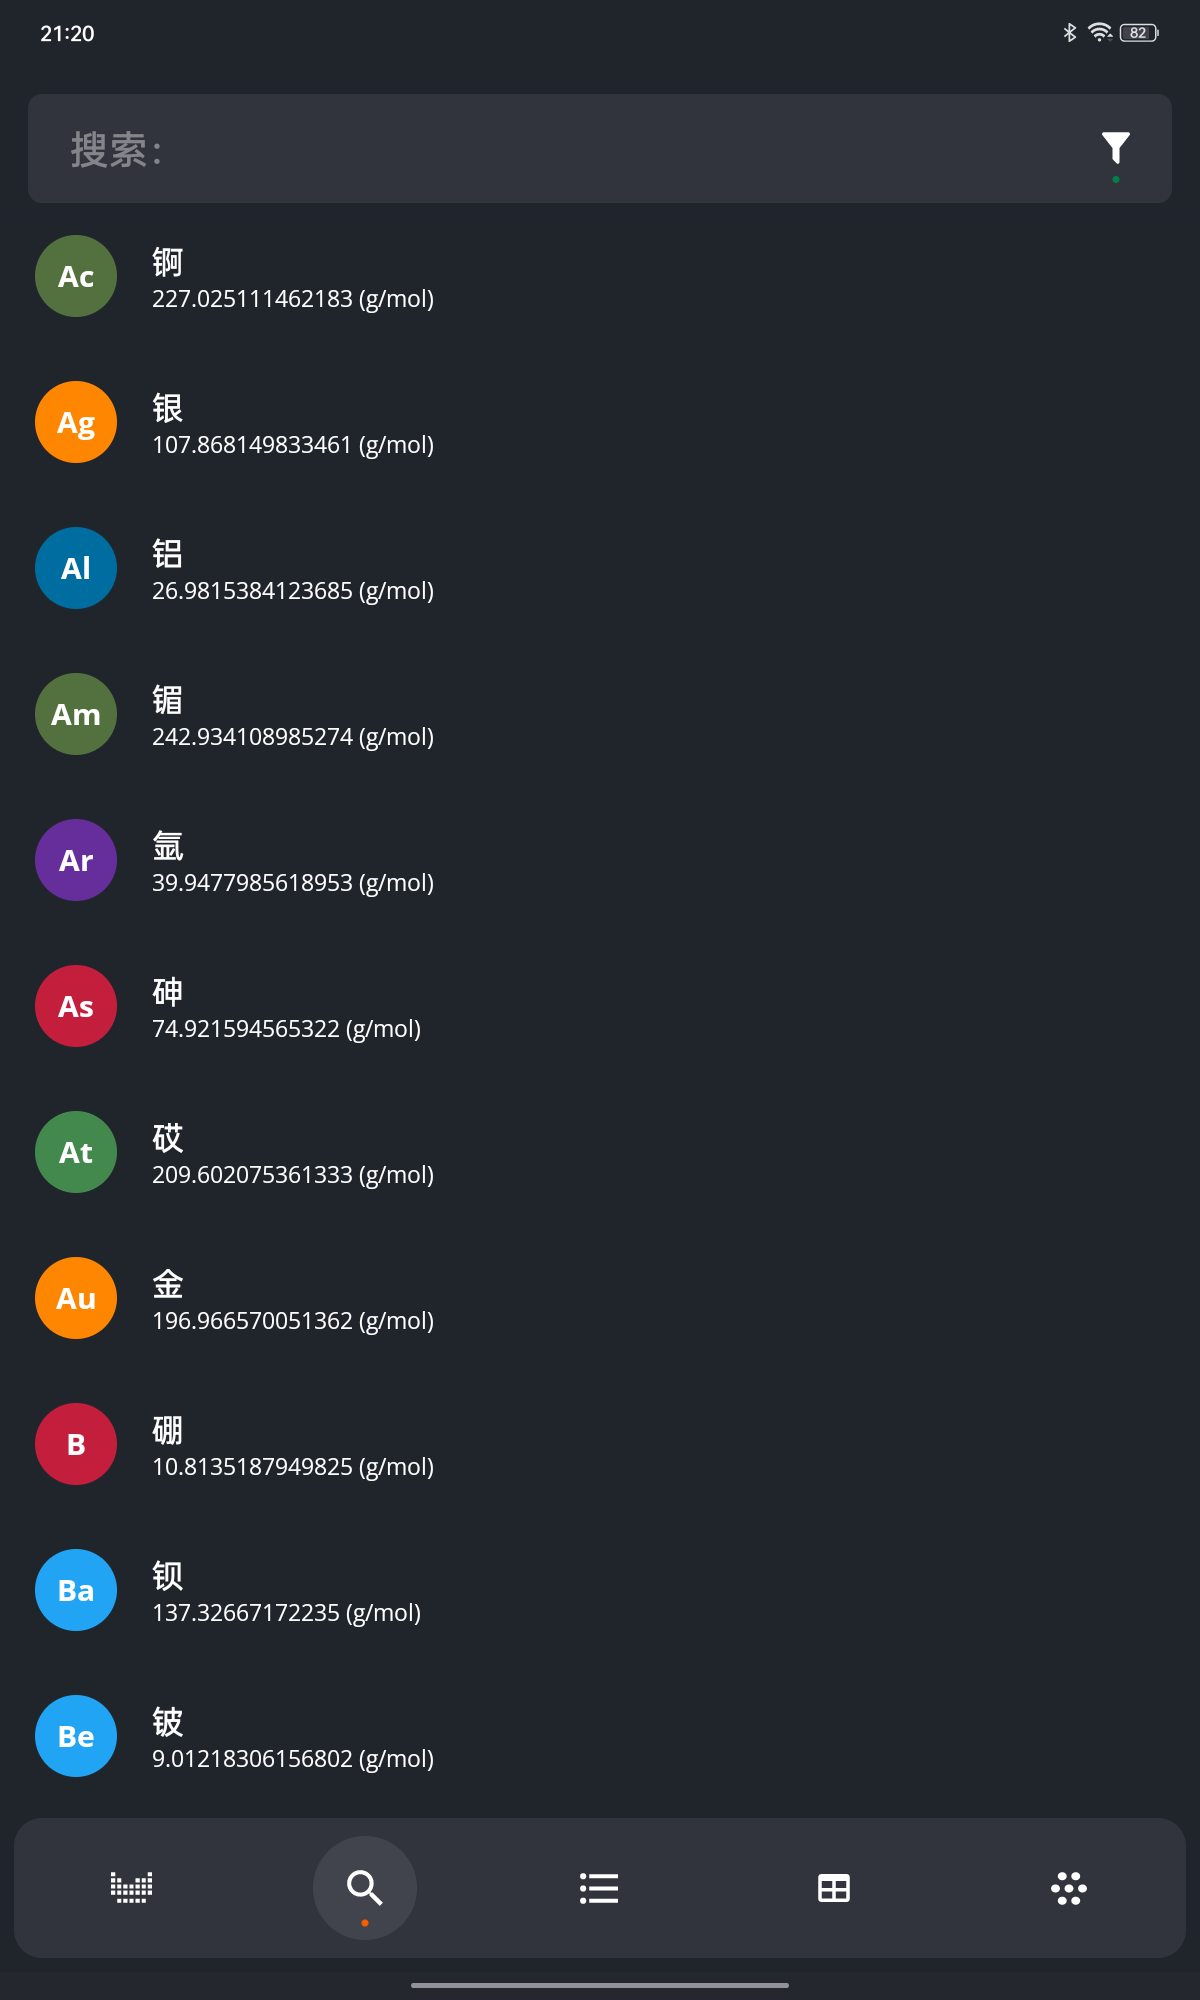 21:20
82
搜索：
Ac
锕
227.025111462183 (g/mol)
Ag
银
107.868149833461 (g/mol)
Al
铝
26.9815384123685 (g/mol)
Am
镅
242.934108985274 (g/mol)
Ar
氩
39.9477985618953 (g/mol)
As
砷
74.921594565322 (g/mol)
At
砹
209.602075361333 (g/mol)
Au
金
196.966570051362 (g/mol)
B
硼
10.8135187949825 (g/mol)
Ba
钡
137.32667172235 (g/mol)
Be
铍
9.01218306156802 (g/mol)